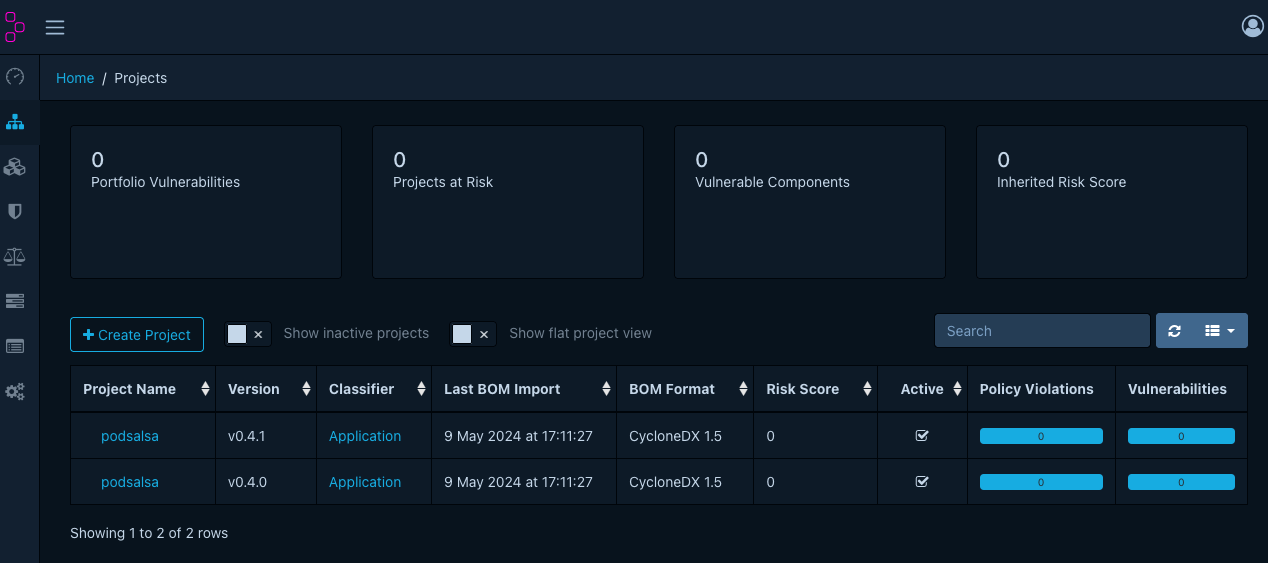 Home / Projects
0 0 0 0
Portfolio Vulnerabilities Projects at Risk Vulnerable Components Inherited Risk Score
Create Project Show inactive projects Show flat project view Search
Project Name Version Classifier Last BOM Import BOM Format Risk Score Active Policy Violations Vulnerabilities
podsalsa v0.4.1 Application 9 May 2024 at 17:11:27 CycloneDX 1.5 0 0 0
podsalsa v0.4.0 Application 9 May 2024 at 17:11:27 CycloneDX 1.5 0 0 0
Showing 1 to 2 of 2 rows